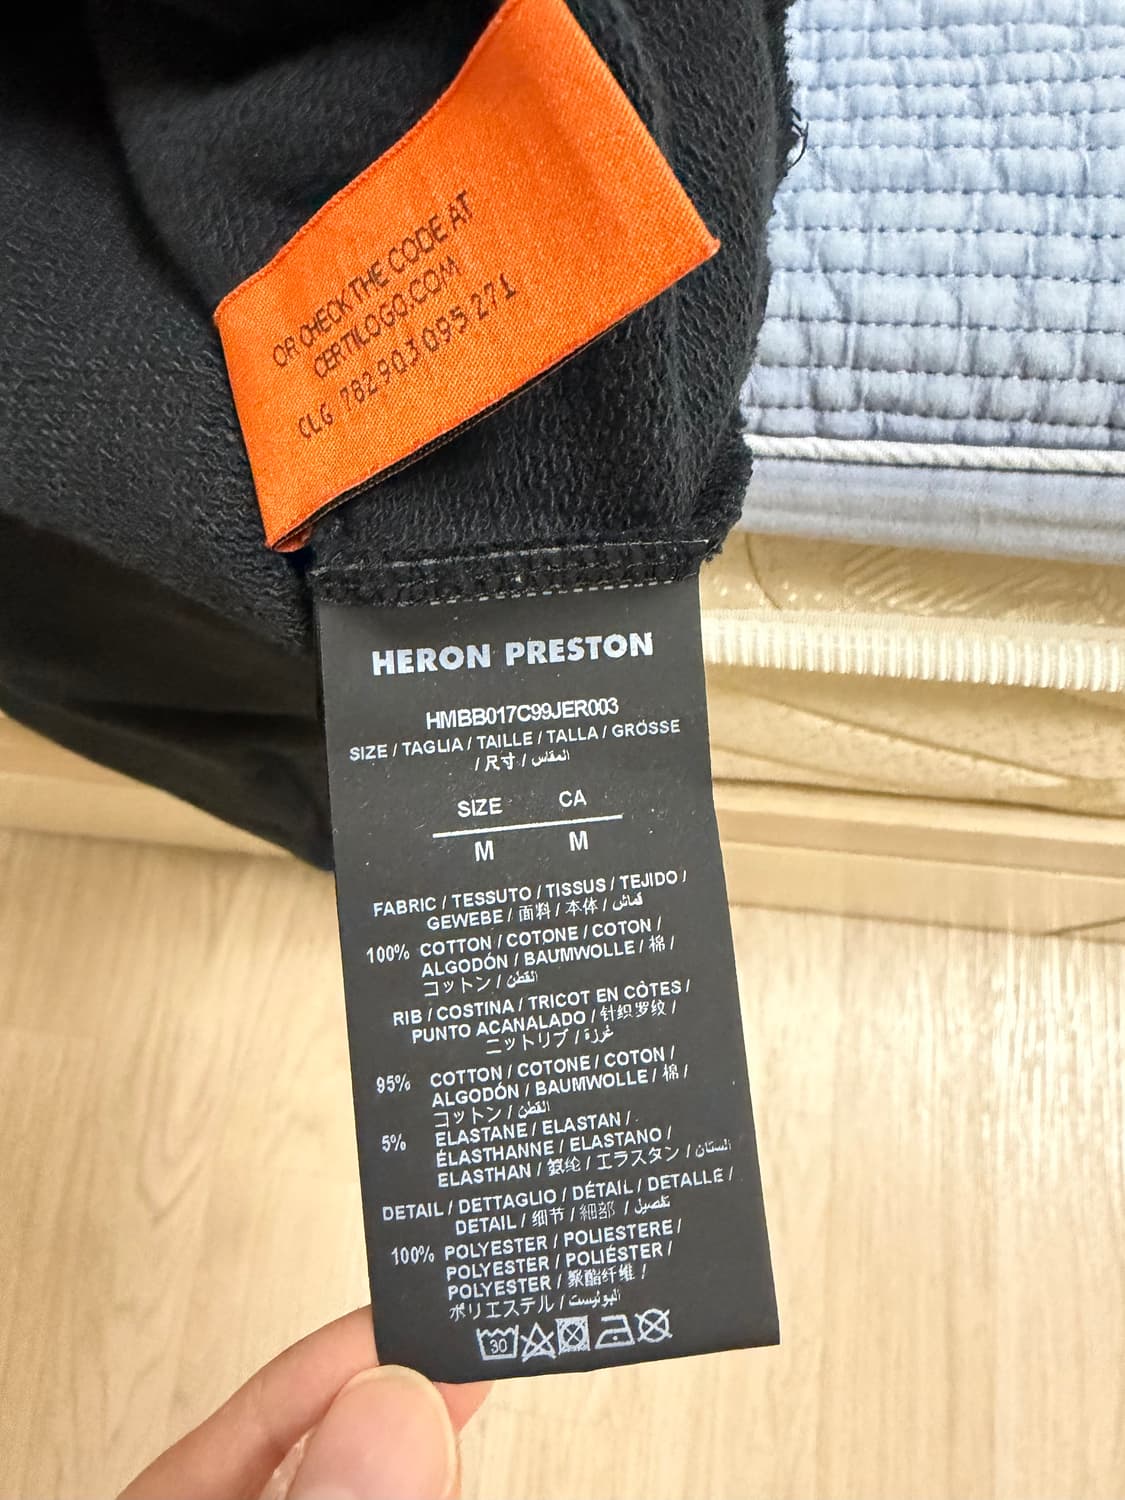 OR CHECK THE CODE AT
CERTILOGO.COM
CLG 782 903 095 271
HERON PRESTON
HMBB017C99JER003
SIZE / TAGLIA / TAILLE / TALLA / GRÖSSE
/ 尺寸 / المقاس
SIZE CA
M M
FABRIC / TESSUTO / TISSUS / TEJIDO /
GEWEBE / 面料 / 本体 / قماش
100% COTTON / COTONE / COTON /
ALGODÓN / BAUMWOLLE / 棉 /
コットン / القطن
RIB / COSTINA / TRICOT EN CÔTES /
PUNTO ACANALADO / 针织罗纹 /
ニットリブ / غرزة
95% COTTON / COTONE / COTON /
ALGODÓN / BAUMWOLLE / 棉 /
コットン / القطن
5% ELASTANE / ELASTAN /
ÉLASTHANNE / ELASTANO /
ELASTHAN / 氨纶 / エラスタン /
DETAIL / DETTAGLIO / DÉTAIL / DETALLE /
DETAIL / 细节 / 細部 / تفصيل
100% POLYESTER / POLIESTERE /
POLYESTER / POLIÉSTER /
POLYESTER / 聚酯纤维 /
ポリエステル /
30